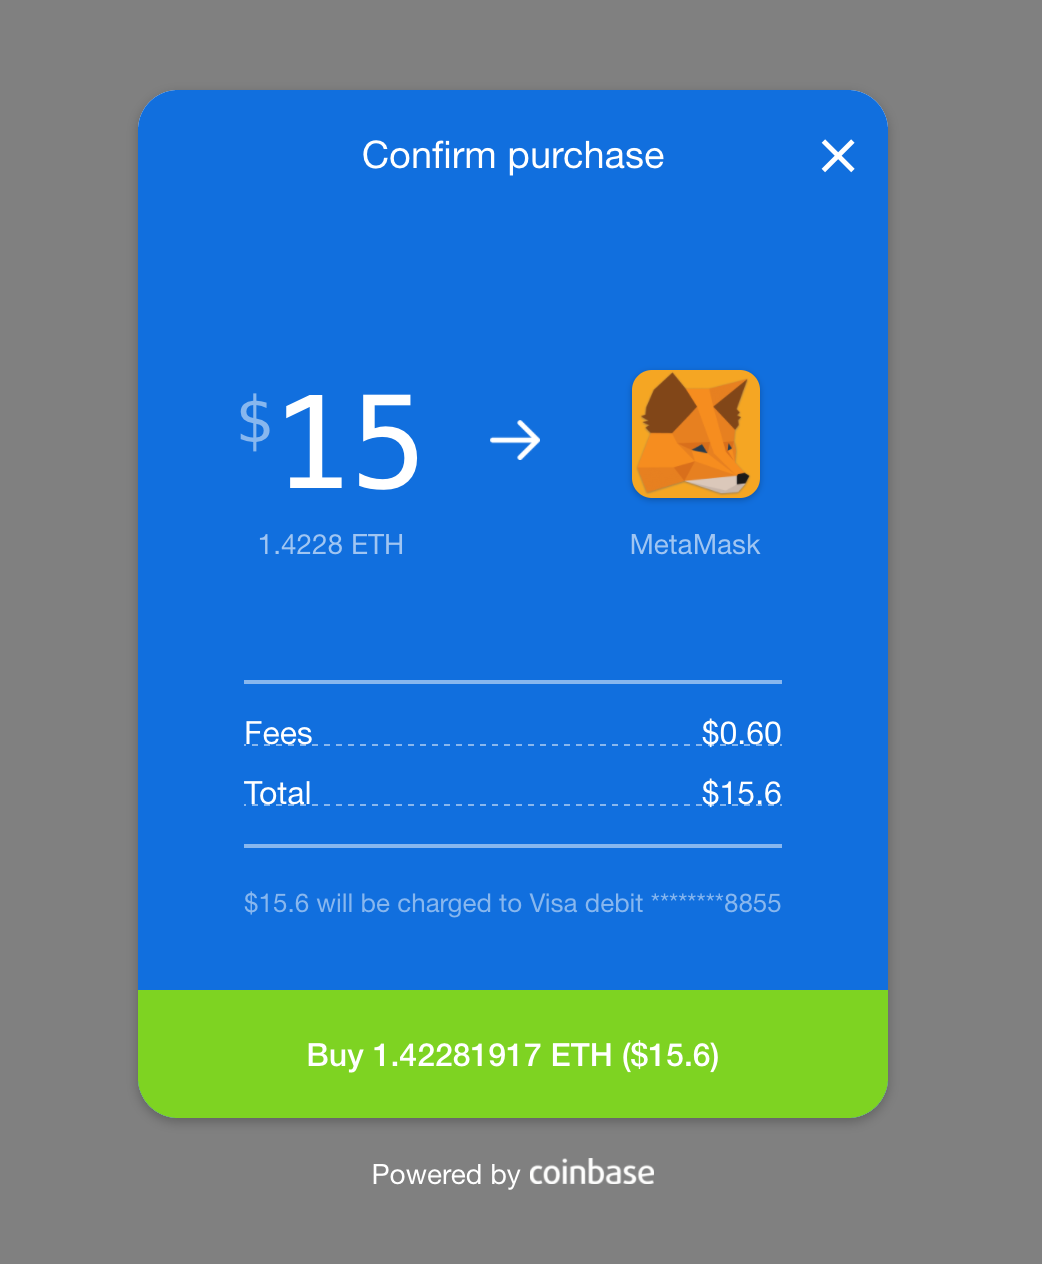 Confirm purchase
$15
1.4228 ETH
MetaMask
Fees $0.60
Total $15.6
$15.6 will be charged to Visa debit ********8855
Buy 1.42281917 ETH ($15.6)
Powered by coinbase